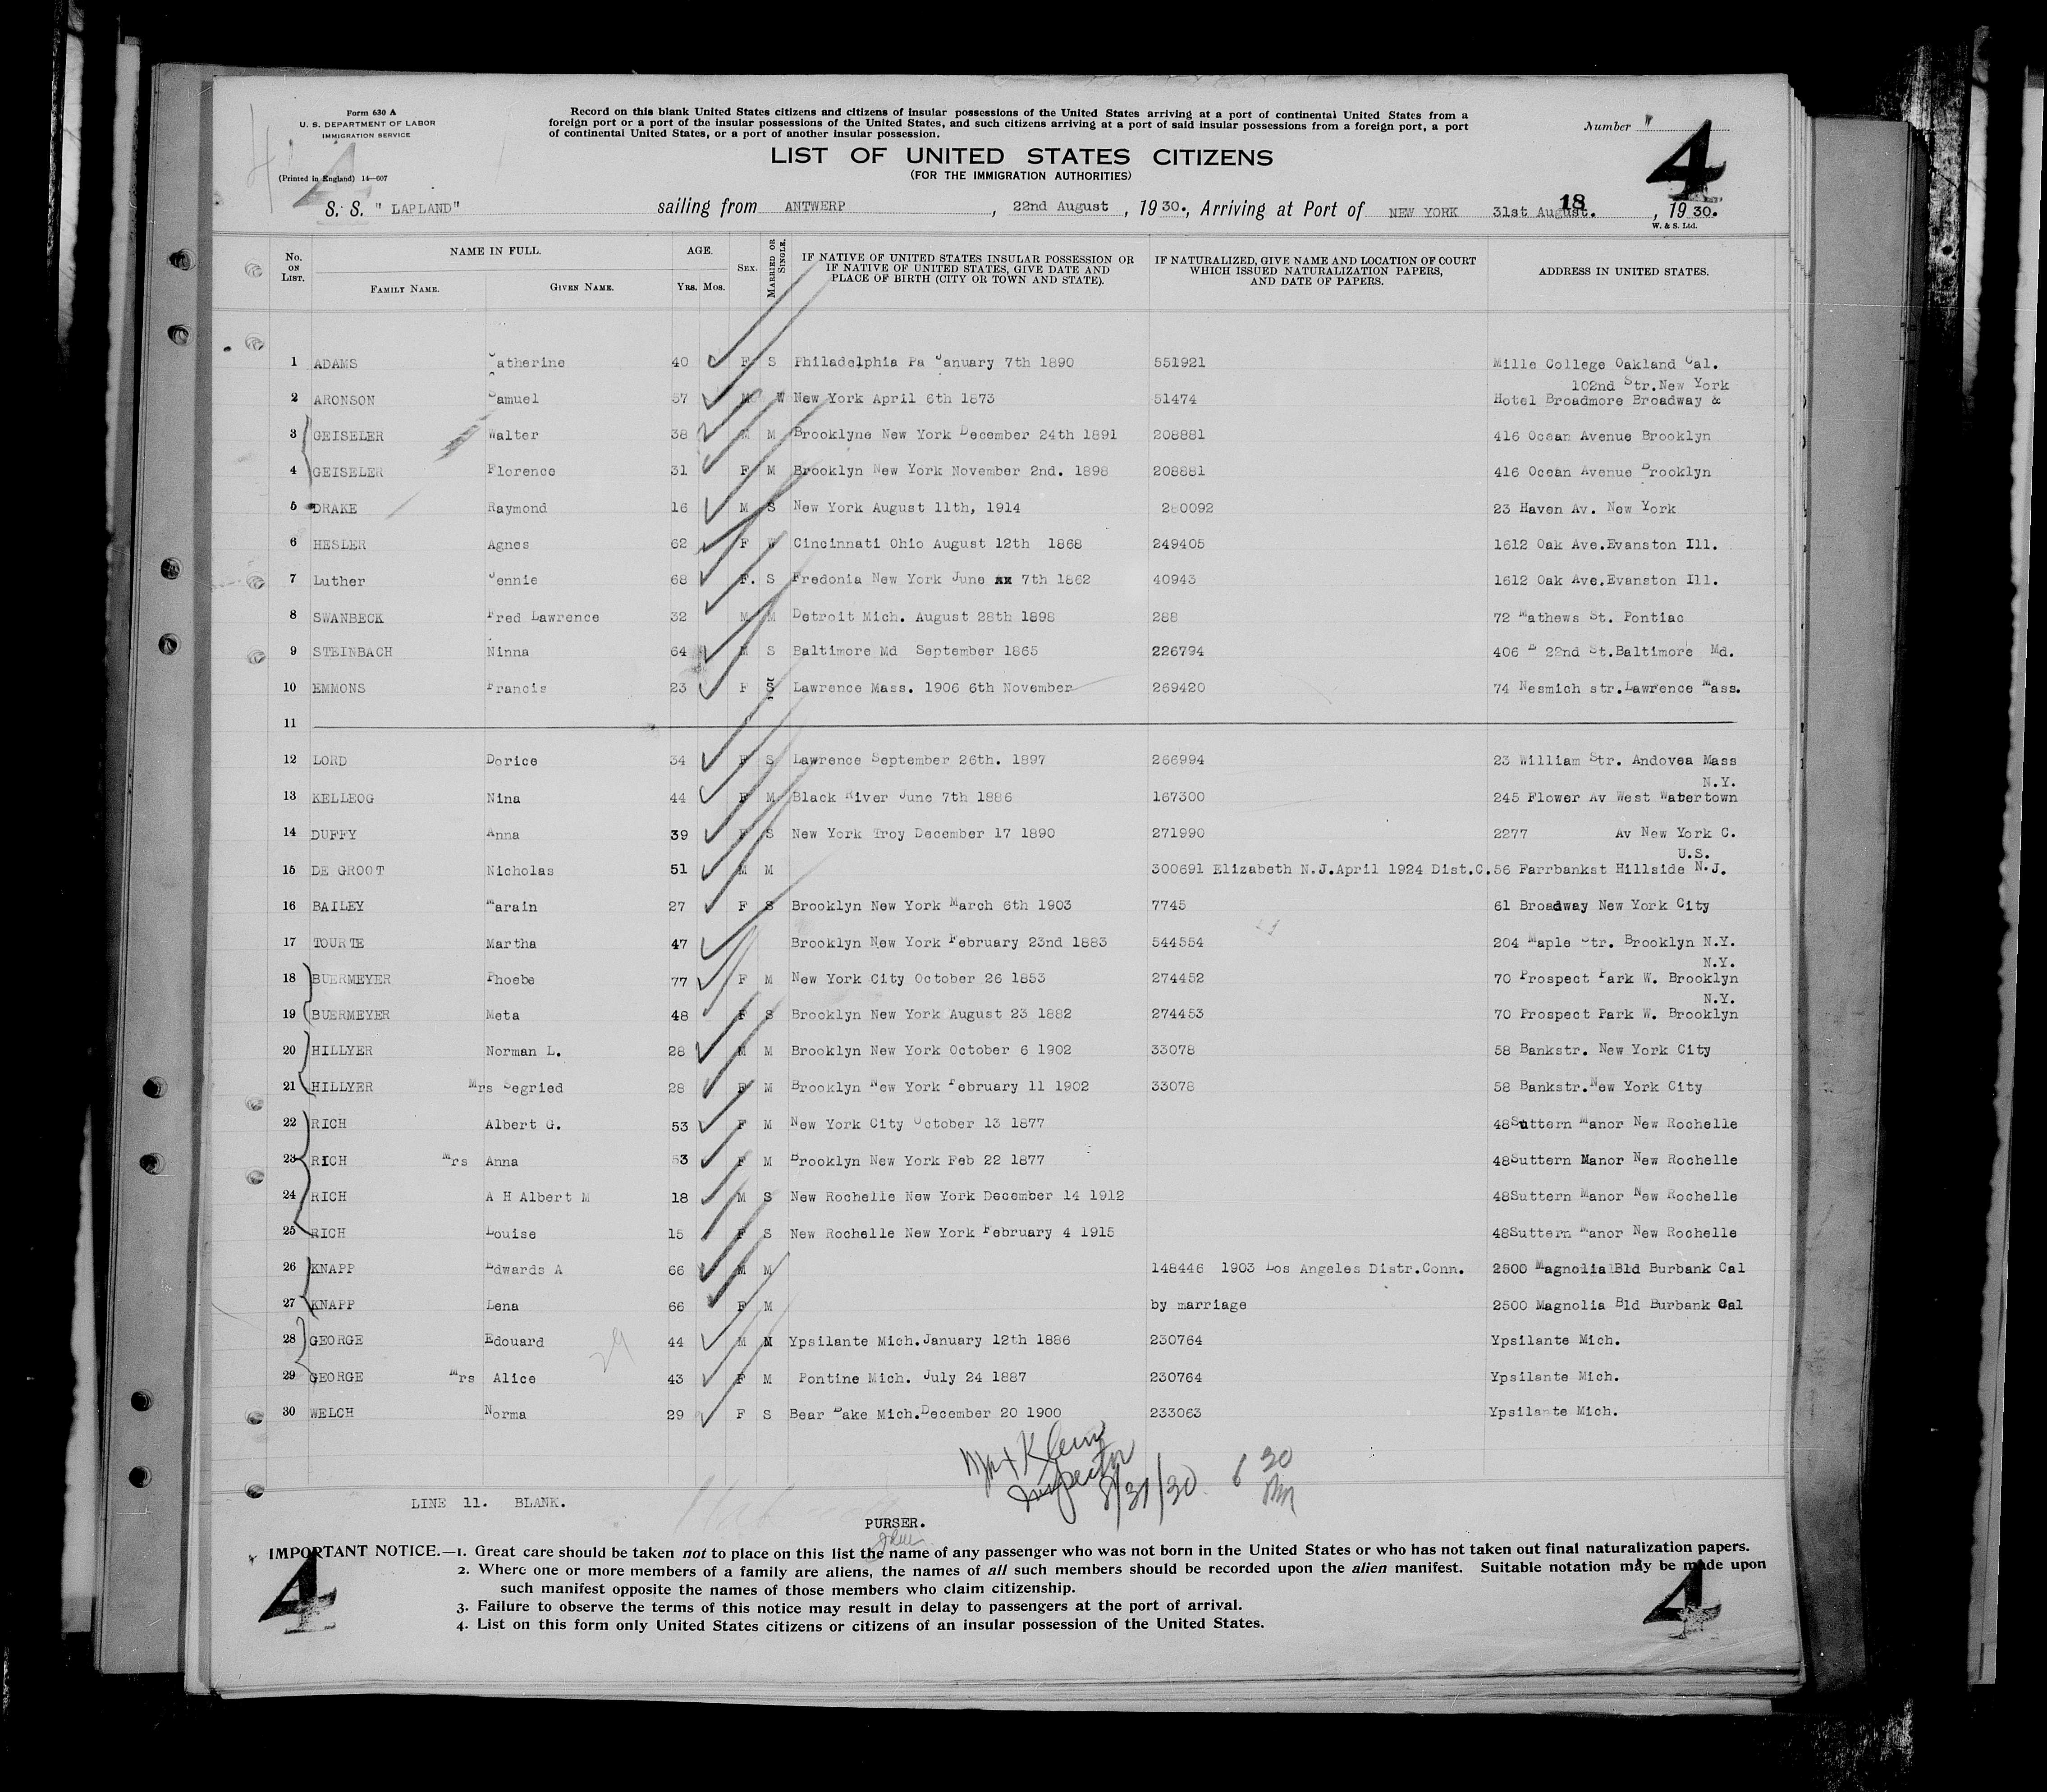 Form 630 A
U. S. DEPARTMENT OF LABOR
IMMIGRATION SERVICE
(Printed in England) 14—607
Record on this blank United States citizens and citizens of insular possessions of the United States arriving at a port of continental United States from a
foreign port or a port of the insular possessions of the United States, and such citizens arriving at a port of said insular possessions from a foreign port, a port
of continental United States, or a port of another insular possession.
Number
4
4
LIST OF UNITED STATES CITIZENS
(FOR THE IMMIGRATION AUTHORITIES)
S. S. "LAPLAND" sailing from ANTWERP, 22nd August, 1930., Arriving at Port of NEW YORK 31st August. 18, 1930.
W. & S. Ltd.
No. ON LIST. NAME IN FULL. FAMILY NAME. GIVEN NAME. AGE. YRS. MOS. SEX. MARRIED OR SINGLE. IF NATIVE OF UNITED STATES INSULAR POSSESSION OR IF NATIVE OF UNITED STATES, GIVE DATE AND PLACE OF BIRTH (CITY OR TOWN AND STATE). IF NATURALIZED, GIVE NAME AND LOCATION OF COURT WHICH ISSUED NATURALIZATION PAPERS, AND DATE OF PAPERS. ADDRESS IN UNITED STATES.
1 ADAMS Catherine 40 F S Philadelphia Pa January 7th 1890 551921 Mille College Oakland Cal.
102nd Str.New York
2 ARONSON Samuel 57 M W New York April 6th 1873 51474 Hotel Broadmore Broadway &
3 GEISELER Walter 38 M M Brooklyne New York December 24th 1891 208881 416 Ocean Avenue Brooklyn
4 GEISELER Florence 31 F M Brooklyn New York November 2nd. 1898 208881 416 Ocean Avenue Brooklyn
5 DRAKE Raymond 16 M S New York August 11th, 1914 280092 23 Haven Av. New York
6 HESLER Agnes 62 F W Cincinnati Ohio August 12th 1868 249405 1612 Oak Ave.Evanston Ill.
7 Luther Jennie 68 F. S Fredonia New York June 7th 1862 40943 1612 Oak Ave.Evanston Ill.
8 SWANBECK Fred Lawrence 32 M M Detroit Mich. August 28th 1898 288 72 Mathews St. Pontiac
9 STEINBACH Ninna 64 S Baltimore Md September 1865 226794 406 E 22nd St.Baltimore Md.
10 EMMONS Francis 23 F S Lawrence Mass. 1906 6th November 269420 74 Nesmich str.Lawrence Mass.
11
12 LORD Dorice 34 F S Lawrence September 26th. 1897 266994 23 William Str. Andovea Mass
N.Y.
13 KELLEOG Nina 44 F M Black River June 7th 1886 167300 245 Flower Av West Watertown
14 DUFFY Anna 39 F S New York Troy December 17 1890 271990 2277 Av New York C.
U.S.
15 DE GROOT Nicholas 51 M M 300691 Elizabeth N.J.April 1924 Dist.C. 56 Farrbankst Hillside N.J.
16 BAILEY Marain 27 F S Brooklyn New York March 6th 1903 7745 61 Broadway New York City
17 TOURTE Martha 47 Brooklyn New York February 23nd 1883 544554 204 Maple Str. Brooklyn N.Y.
N.Y.
18 BUERMEYER Phoebe 77 F M New York City October 26 1853 274452 70 Prospect Park W. Brooklyn
N.Y.
19 BUERMEYER Meta 48 F S Brooklyn New York August 23 1882 274453 70 Prospect Park W. Brooklyn
20 HILLYER Norman L. 28 M M Brooklyn New York October 6 1902 33078 58 Bankstr. New York City
21 HILLYER Mrs Segried 28 F M Brooklyn New York February 11 1902 33078 58 Bankstr.New York City
22 RICH Albert G. 53 F M New York City October 13 1877 48Suttern Manor New Rochelle
23 RICH Mrs Anna 53 F M Brooklyn New York Feb 22 1877 48Suttern Manor New Rochelle
24 RICH A H Albert M 18 M S New Rochelle New York December 14 1912 48Suttern Manor New Rochelle
25 RICH Louise 15 F S New Rochelle New York February 4 1915 48Suttern Manor New Rochelle
26 KNAPP Edwards A 66 M M 148446 1903 Los Angeles Distr.Conn. 2500 Magnolia Bld Burbank Cal
27 KNAPP Lena 66 F M by marriage 2500 Magnolia Bld Burbank Cal
28 GEORGE Edouard 44 M M Ypsilante Mich.January 12th 1886 230764 Ypsilante Mich.
29 GEORGE Mrs Alice 43 F M Pontine Mich. July 24 1887 230764 Ypsilante Mich.
30 WELCH Norma 29 F S Bear Bake Mich.December 20 1900 233063 Ypsilante Mich.
Klein
Inspector
8/31/30 6 30 PM
LINE 11. BLANK.
PURSER.
IMPORTANT NOTICE.—1. Great care should be taken not to place on this list the name of any passenger who was not born in the United States or who has not taken out final naturalization papers.
2. Where one or more members of a family are aliens, the names of all such members should be recorded upon the alien manifest. Suitable notation may be made upon
such manifest opposite the names of those members who claim citizenship.
3. Failure to observe the terms of this notice may result in delay to passengers at the port of arrival.
4. List on this form only United States citizens or citizens of an insular possession of the United States.
4
4